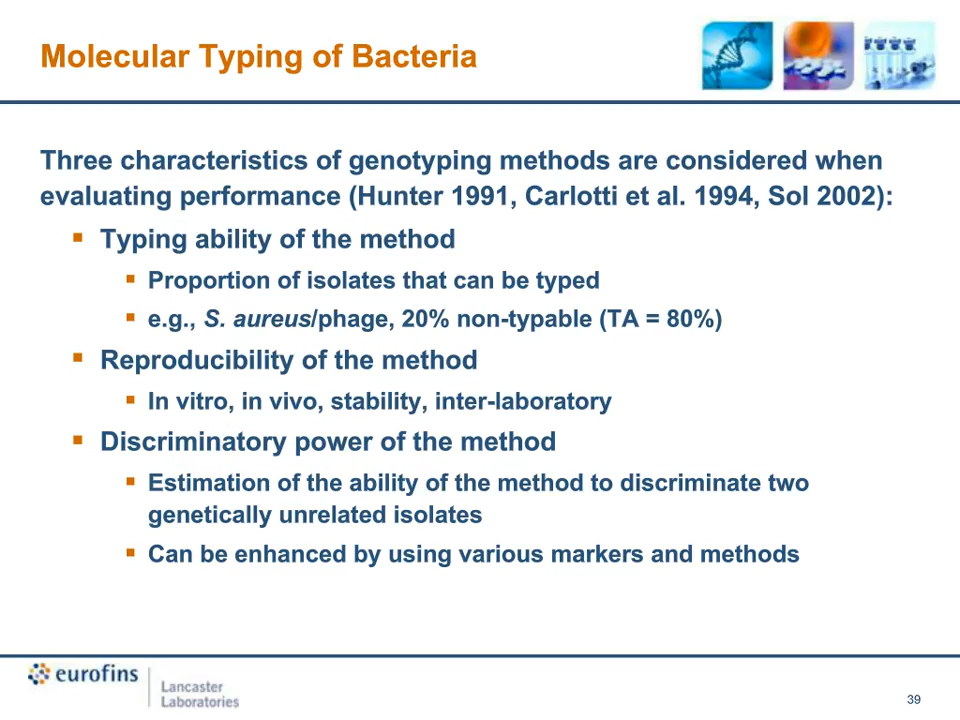 Molecular Typing of Bacteria
Three characteristics of genotyping methods are considered when
evaluating performance (Hunter 1991, Carlotti et al. 1994, Sol 2002):
Typing ability of the method
Proportion of isolates that can be typed
e.g., S. aureus/phage, 20% non-typable (TA = 80%)
Reproducibility of the method
In vitro, in vivo, stability, inter-laboratory
Discriminatory power of the method
Estimation of the ability of the method to discriminate two
genetically unrelated isolates
Can be enhanced by using various markers and methods
eurofins
Lancaster
Laboratories
39